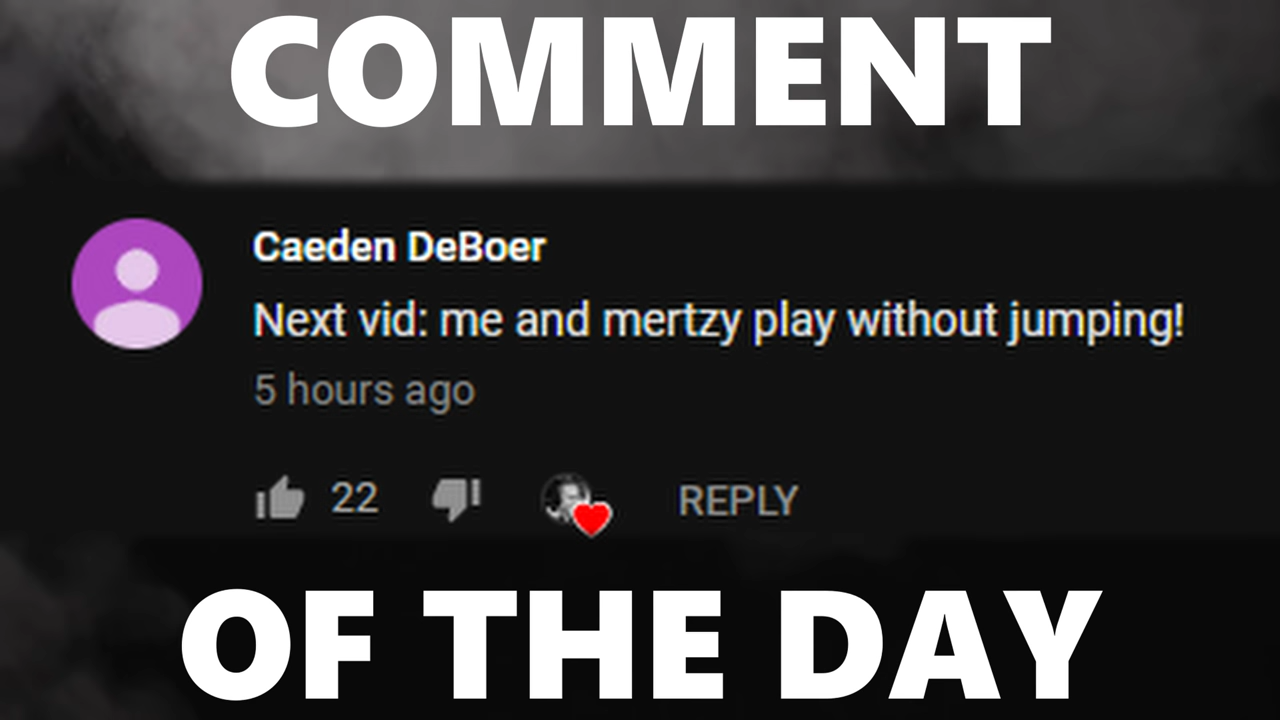 COMMENT
Caeden DeBoer
Next vid: me and mertzy play without jumping!
5 hours ago
22 REPLY
OF THE DAY